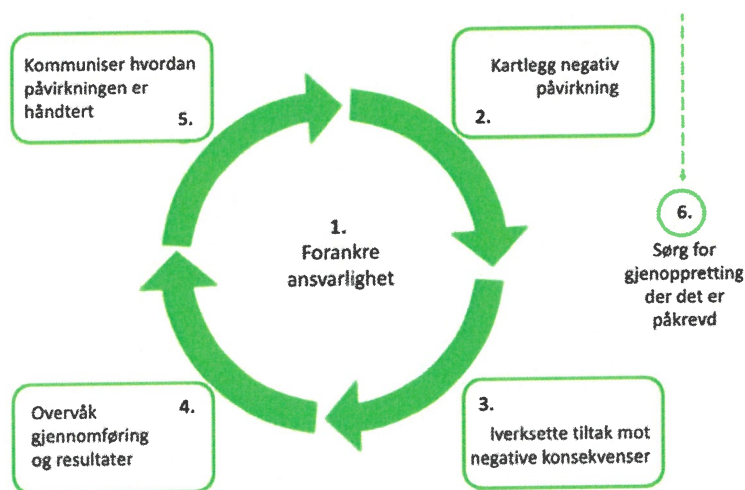 Kommuniser hvordan
påvirkningen er
håndtert
5.
Kartlegg negativ
påvirkning
2.
1.
Forankre
ansvarlighet
6.
Sørg for
gjenoppretting
der det er
påkrevd
Overvåk
4.
gjennomføring
og resultater
3.
Iverksette tiltak mot
negative konsekvenser